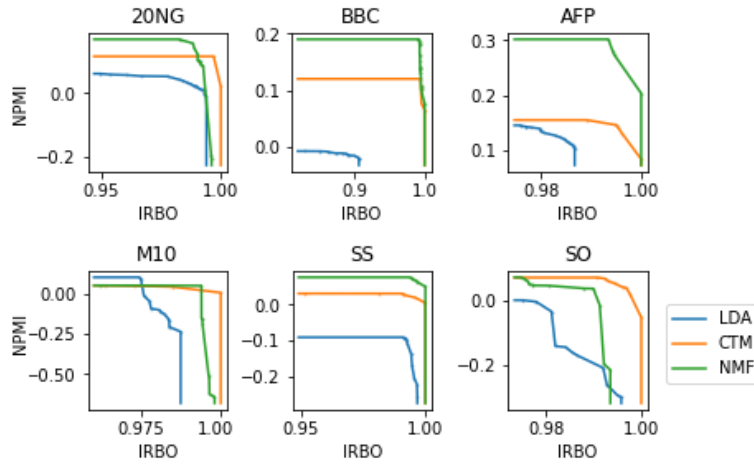 20NG
NPMI
0.0
−0.2
0.95
1.00
IRBO
BBC
0.2
0.1
0.0
0.9
1.0
IRBO
AFP
0.3
0.2
0.1
0.98
1.00
IRBO
M10
NPMI
0.00
−0.25
−0.50
0.975
1.000
IRBO
SS
0.0
−0.1
−0.2
0.95
1.00
IRBO
SO
0.0
−0.2
0.98
1.00
IRBO
LDA
CTM
NMF